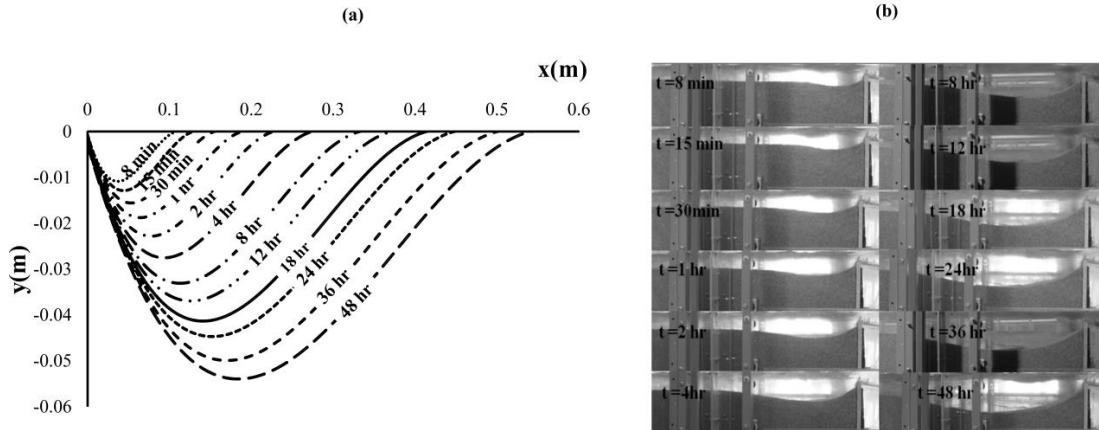 (a)
x(m)
0 0.1 0.2 0.3 0.4 0.5 0.6
0
-0.01
-0.02
-0.03
-0.04
-0.05
-0.06
y(m)
8 min
15 min
30 min
1 hr
2 hr
4 hr
8 hr
12 hr
18 hr
24 hr
36 hr
48 hr
(b)
t =8 min
t =15 min
t =30min
t =1 hr
t =2 hr
t =4hr
t =8 hr
t =12 hr
t =18 hr
t =24hr
t =36 hr
t =48 hr